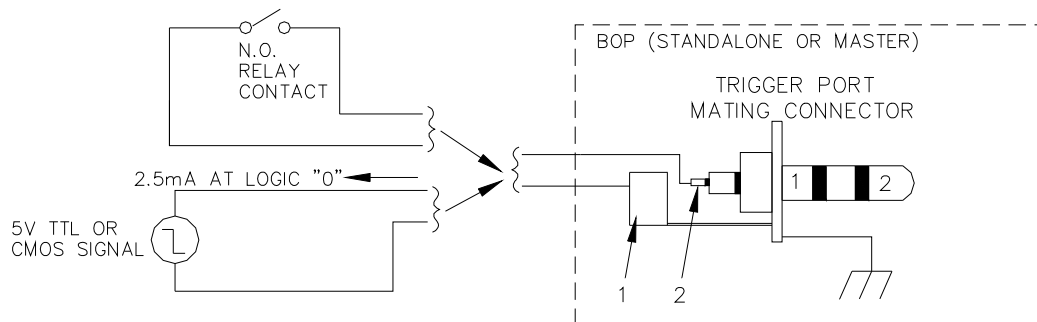 N.O.
RELAY
CONTACT
2.5mA AT LOGIC "0"
5V TTL OR
CMOS SIGNAL
BOP (STANDALONE OR MASTER)
TRIGGER PORT
MATING CONNECTOR
1
2
1
2